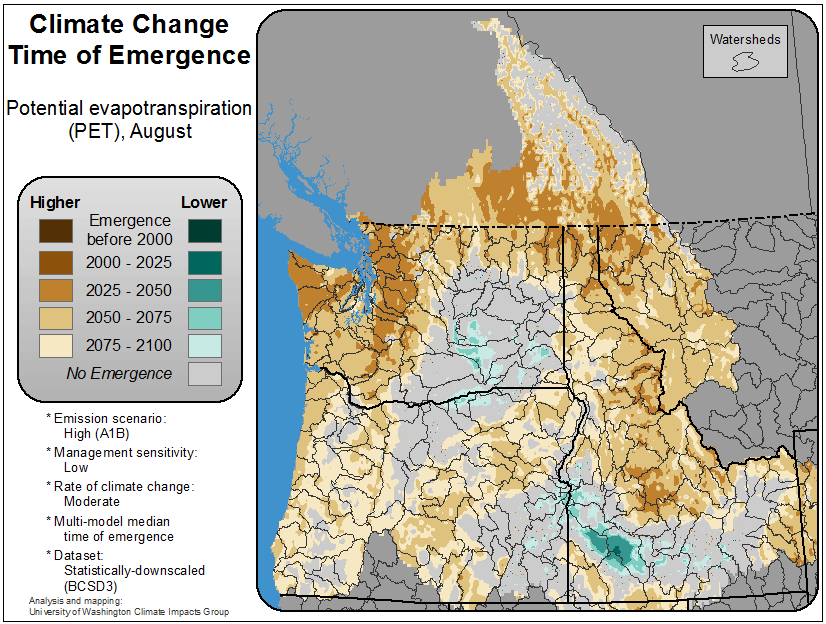 Climate Change
Time of Emergence
Potential evapotranspiration
(PET), August
Higher
Lower
Emergence
before 2000
2000 - 2025
2025 - 2050
2050 - 2075
2075 - 2100
No Emergence
* Emission scenario:
High (A1B)
* Management sensitivity:
Low
* Rate of climate change:
Moderate
* Multi-model median
time of emergence
* Dataset:
Statistically-downscaled
(BCSD3)
Analysis and mapping:
University of Washington Climate Impacts Group
Watersheds